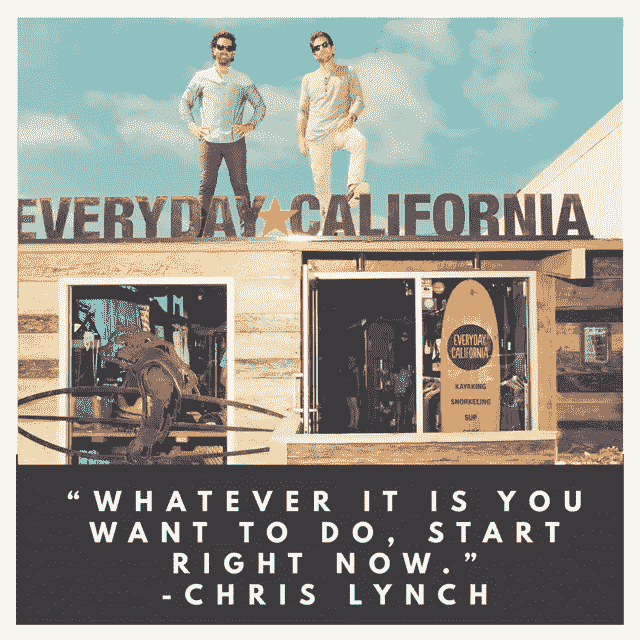 EVERYDAY★CALIFORNIA
EVERYDAY
CALIFORNIA
KAYAKING
SNORKELING
SUP
“WHATEVER IT IS YOU
WANT TO DO, START
RIGHT NOW.”
-CHRIS LYNCH